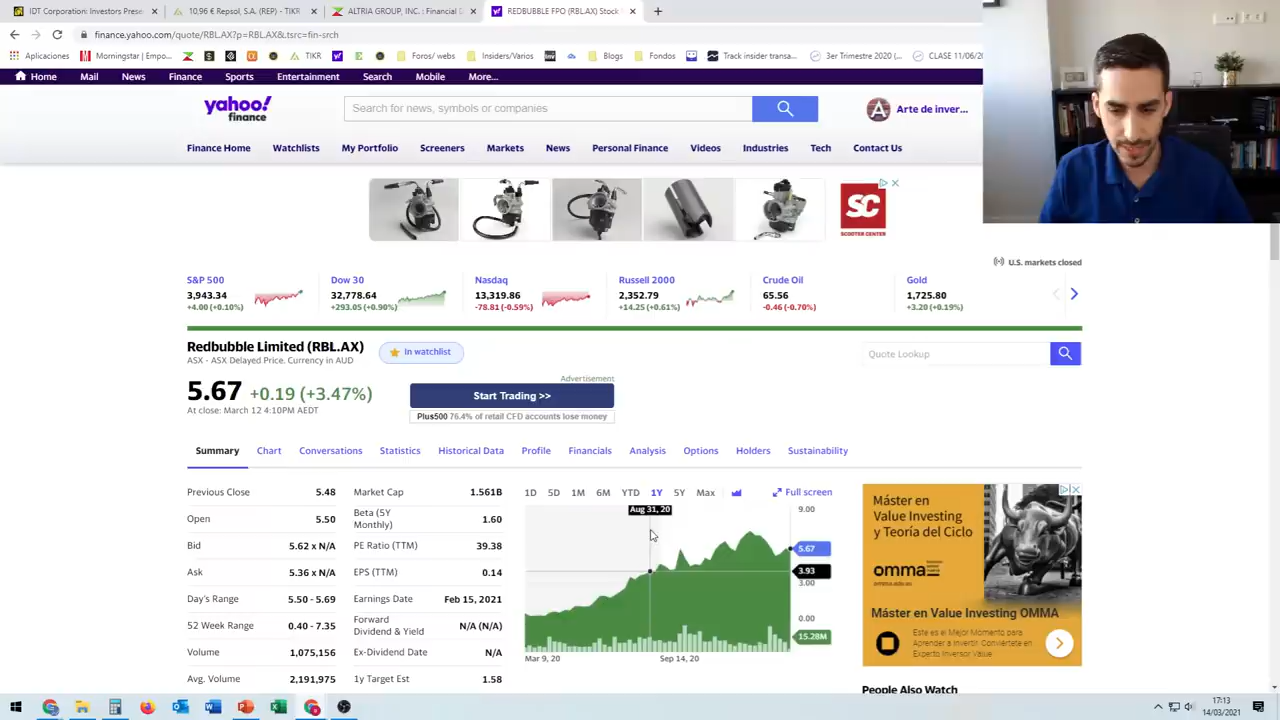 IDT Corporation: Investors Prese
10,96 € Repsol, S.A. (REP) - TIKR
ALTRIA GROUP, INC. : Financial D
REDBUBBLE FPO (RBL.AX) Stock
finance.yahoo.com/quote/RBL.AX?p=RBL.AX&.tsrc=fin-srch
Aplicaciones
Morningstar | Empo...
TIKR
Foros/ webs
Insiders/Varios
Blogs
Fondos
Track insider transa...
3er Trimestre 2020 (...
CLASE 11/06/20
Home
Mail
News
Finance
Sports
Entertainment
Search
Mobile
More...
yahoo!
finance
Search for news, symbols or companies
Arte de inver...
Finance Home
Watchlists
My Portfolio
Screeners
Markets
News
Personal Finance
Videos
Industries
Tech
Contact Us
SC
SCOOTER CENTER
U.S. markets closed
S&P 500
3,943.34
+4.00 (+0.10%)
Dow 30
32,778.64
+293.05 (+0.90%)
Nasdaq
13,319.86
-78.81 (-0.59%)
Russell 2000
2,352.79
+14.25 (+0.61%)
Crude Oil
65.56
-0.46 (-0.70%)
Gold
1,725.80
+3.20 (+0.19%)
Redbubble Limited (RBL.AX)
ASX - ASX Delayed Price. Currency in AUD
In watchlist
Quote Lookup
5.67 +0.19 (+3.47%)
At close: March 12 4:10PM AEDT
Advertisement
Start Trading >>
Plus500 76.4% of retail CFD accounts lose money
Summary
Chart
Conversations
Statistics
Historical Data
Profile
Financials
Analysis
Options
Holders
Sustainability
Previous Close 5.48
Open 5.50
Bid 5.62 x N/A
Ask 5.36 x N/A
Day's Range 5.50 - 5.69
52 Week Range 0.40 - 7.35
Volume
Avg. Volume 2,191,975
Market Cap 1.561B
Beta (5Y
Monthly) 1.60
PE Ratio (TTM) 39.38
EPS (TTM) 0.14
Earnings Date Feb 15, 2021
Forward
Dividend & Yield N/A (N/A)
Ex-Dividend Date N/A
1y Target Est 1.58
1D
5D
1M
6M
YTD
1Y
5Y
Max
Full screen
Aug 31, 20
9.00
5.67
3.93
3.00
0.00
15.28M
Mar 9, 20
Sep 14, 20
Máster en
Value Investing
y Teoría del Ciclo
omma
omma.edu.es
Máster en Value Investing OMMA
Este es el Mejor Momento para
Aprender a Invertir. Conviértete en
Experto Inversor Value
People Also Watch
17:13
14/03/2021